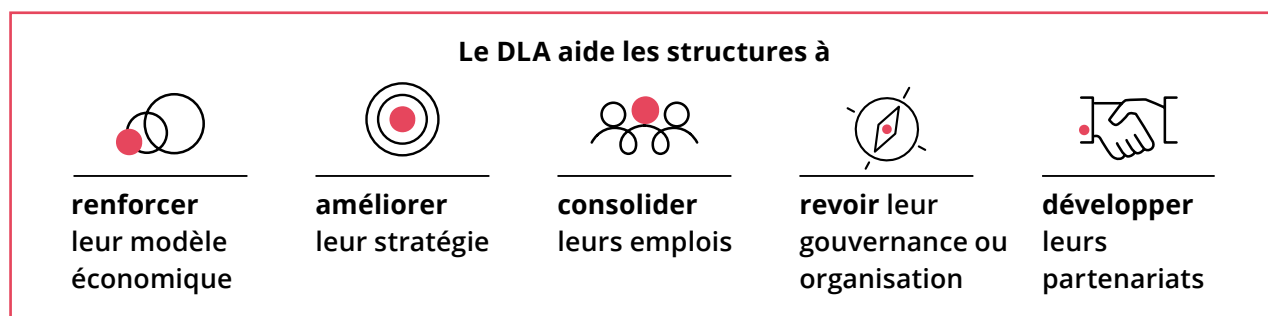 Le DLA aide les structures à
renforcer
leur modèle
économique
améliorer
leur stratégie
consolider
leurs emplois
revoir leur
gouvernance ou
organisation
développer
leurs
partenariats